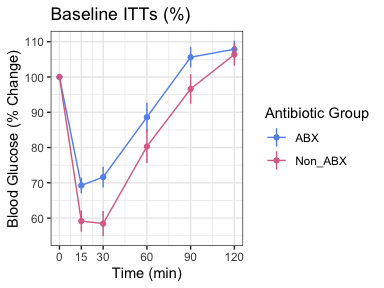 Baseline ITTs (%)
Blood Glucose (% Change)
110
100
90
80
70
60
0 15 30 60 90 120
Time (min)
Antibiotic Group
ABX
Non_ABX